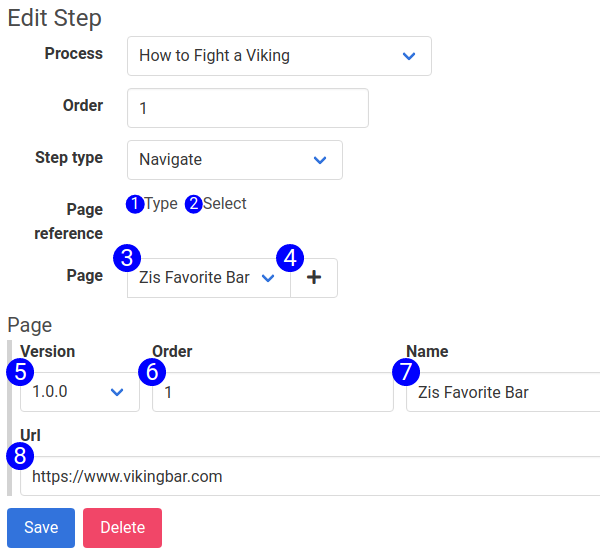 Edit Step
Process How to Fight a Viking
Order 1
Step type Navigate
Page reference 1 Type 2 Select
3 4
Page Zis Favorite Bar +
Page
Version Order Name
5 6 7
1.0.0 1 Zis Favorite Bar
Url
8
https://www.vikingbar.com
Save Delete